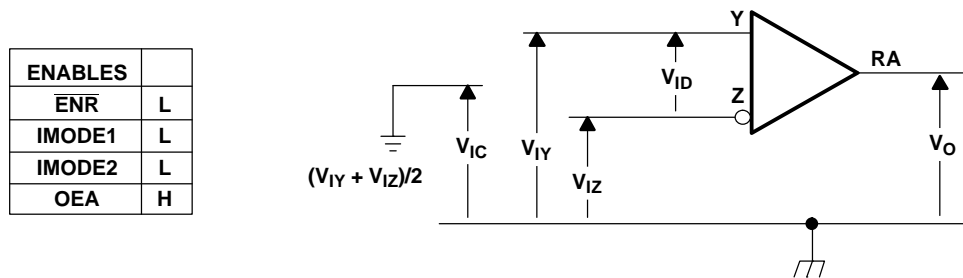 ENABLES
ENR L
IMODE1 L
IMODE2 L
OEA H
VIC
(VIY + VIZ)/2
VIY
VIZ
VID
Y
Z
RA
VO